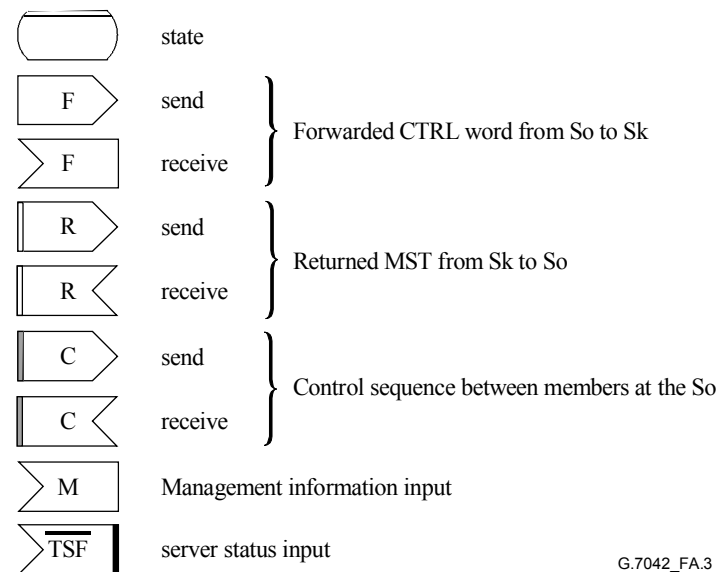 state
F send
Forwarded CTRL word from So to Sk
F receive
R send
Returned MST from Sk to So
R receive
C send
Control sequence between members at the So
C receive
M Management information input
TSF server status input
G.7042_FA.3